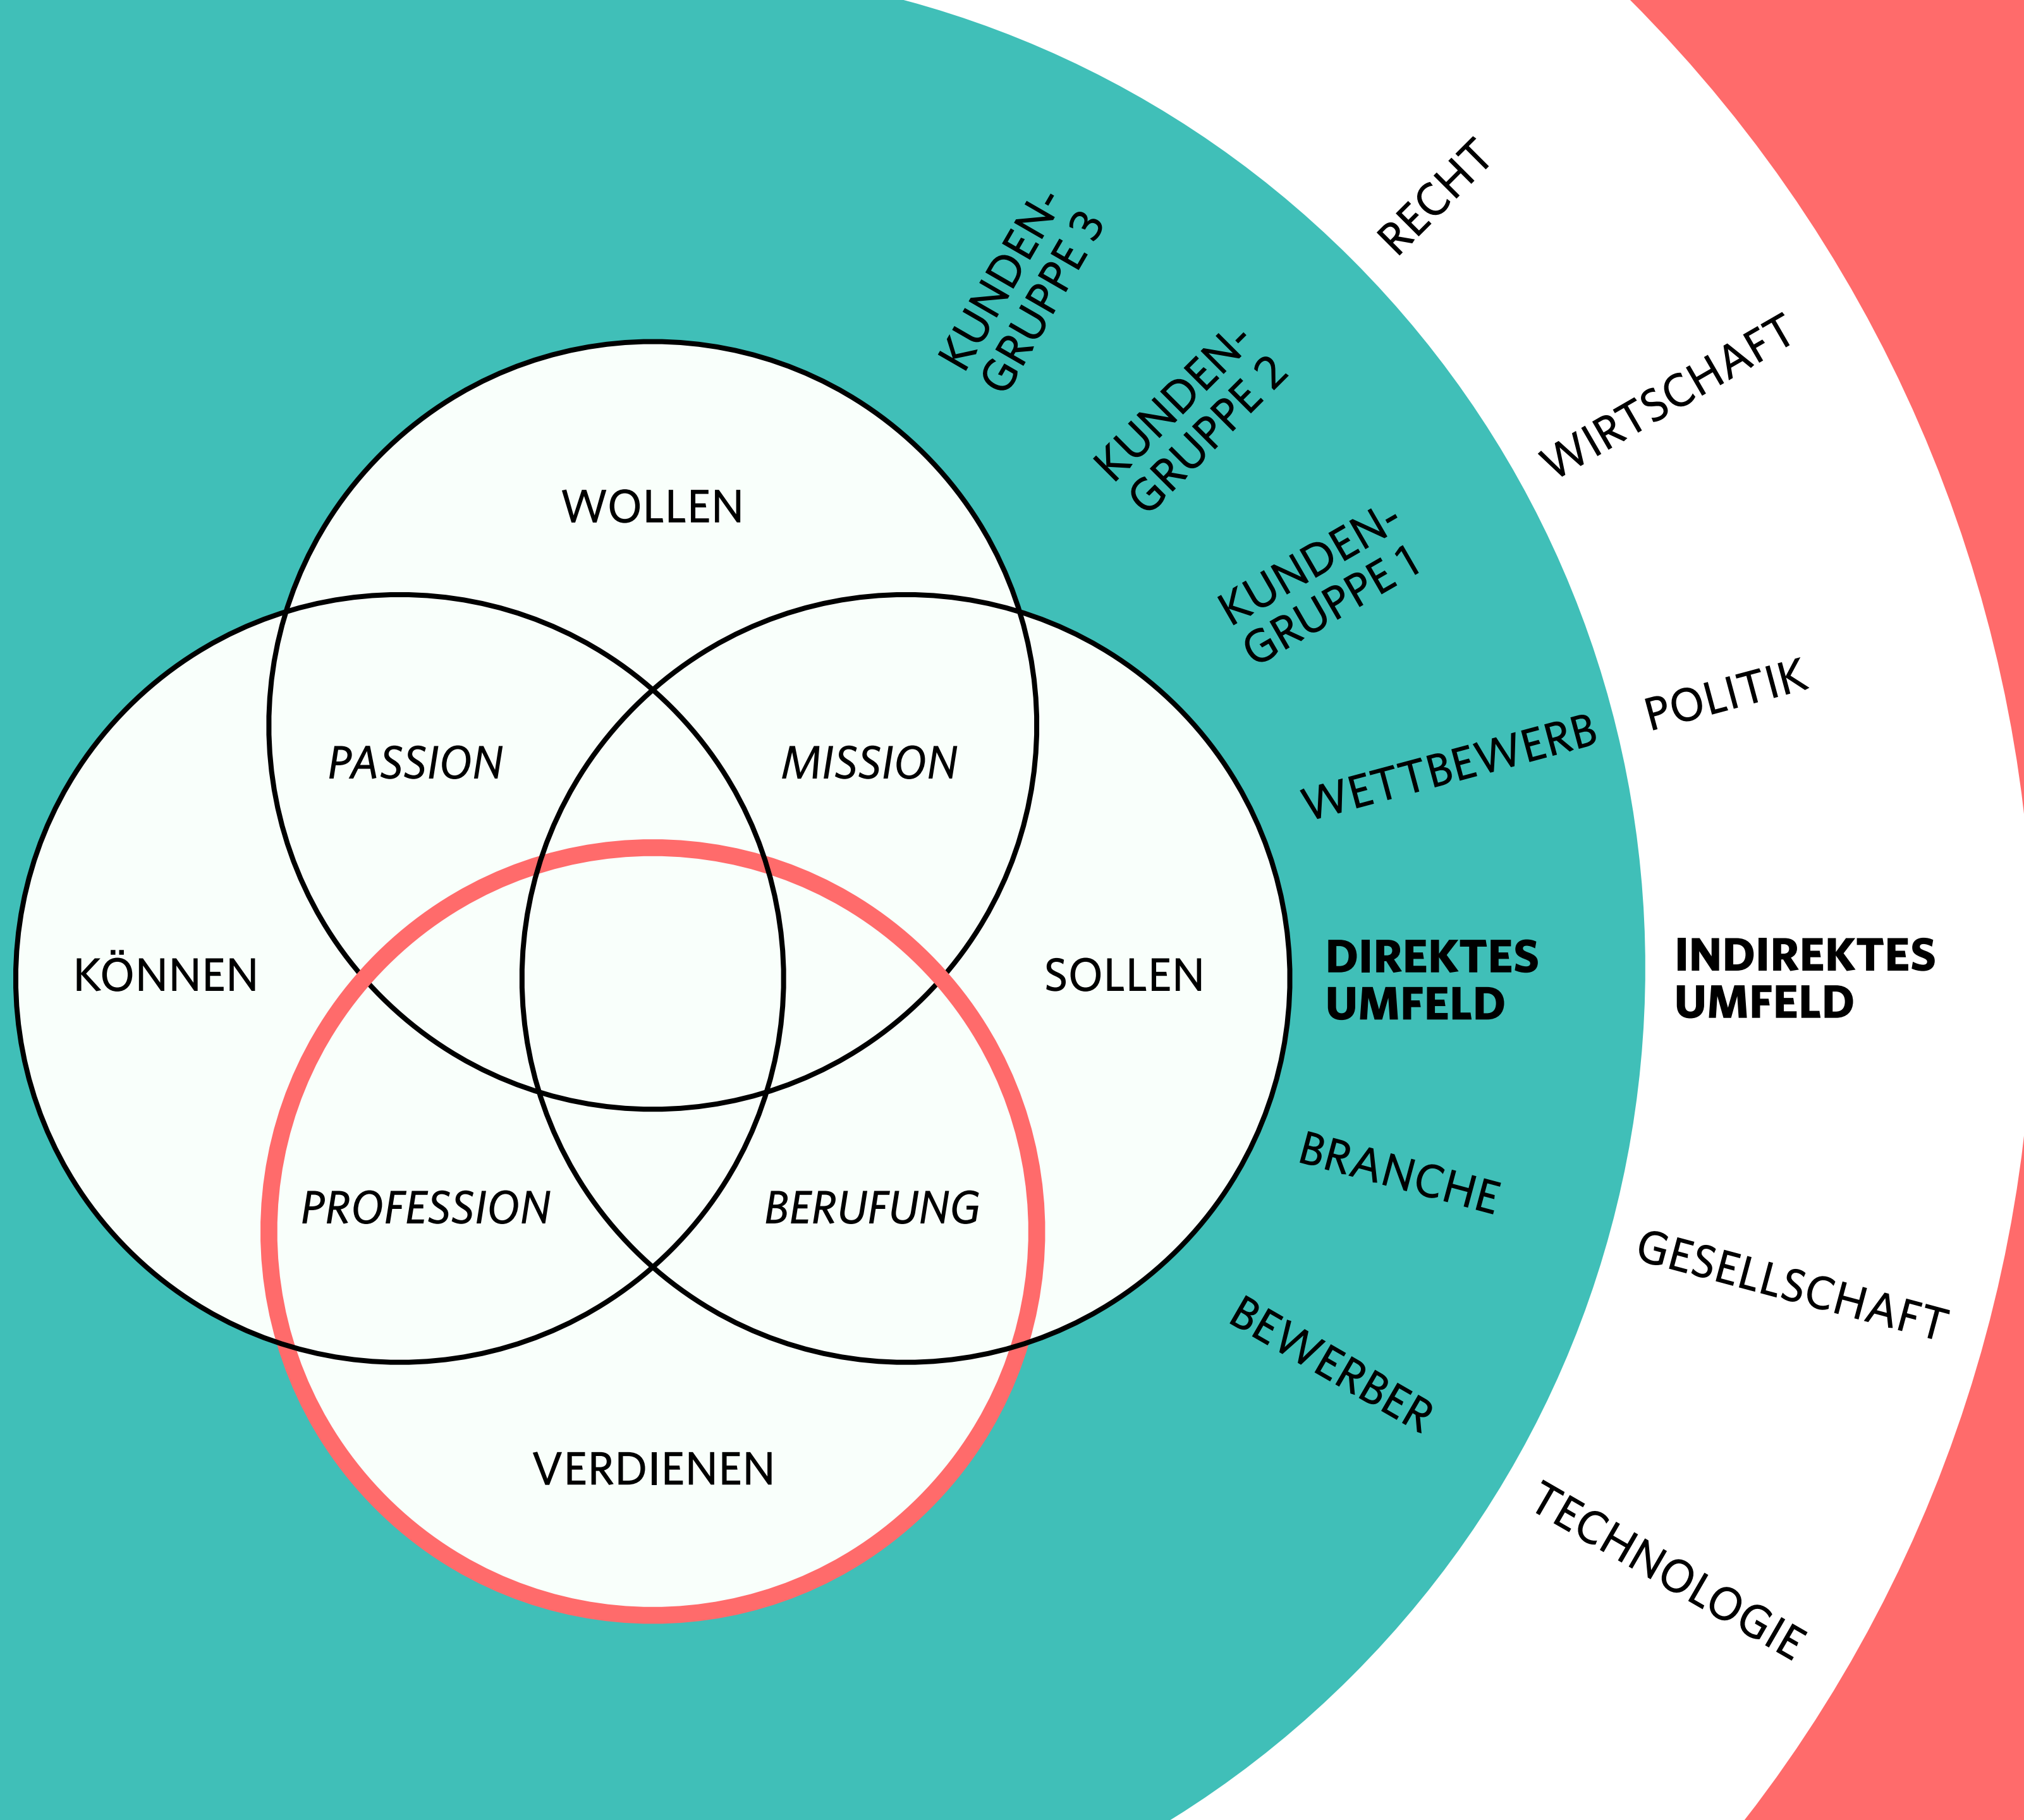 RECHT
WIRTSCHAFT
POLITIK
KUNDEN-
GRUPPE 3
KUNDEN-
GRUPPE 2
KUNDEN-
GRUPPE 1
WETTBEWERB
WOLLEN
PASSION
MISSION
KÖNNEN
SOLLEN
DIREKTES
UMFELD
INDIREKTES
UMFELD
PROFESSION
BERUFUNG
BRANCHE
GESELLSCHAFT
BEWERBER
VERDIENEN
TECHNOLOGIE